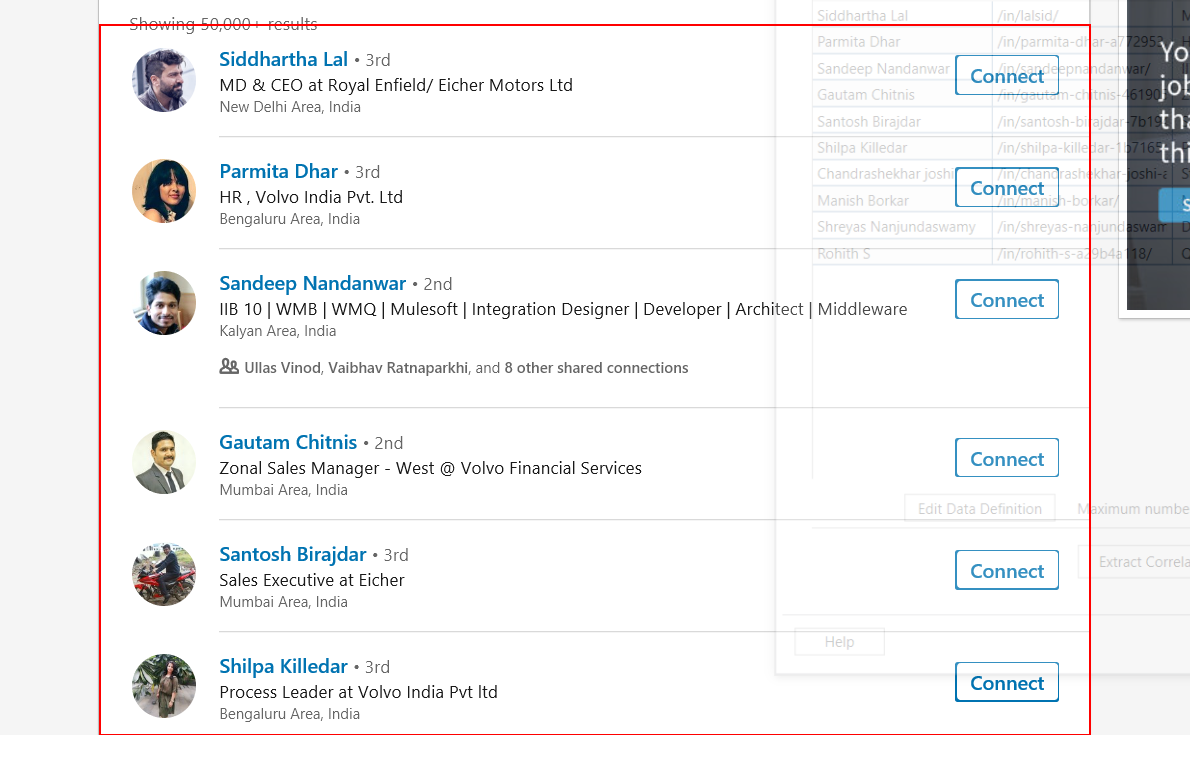 Showing 50,000+ results
Siddhartha Lal • 3rd
MD & CEO at Royal Enfield/ Eicher Motors Ltd
New Delhi Area, India
Connect
Parmita Dhar • 3rd
HR , Volvo India Pvt. Ltd
Bengaluru Area, India
Connect
Sandeep Nandanwar • 2nd
IIB 10 | WMB | WMQ | Mulesoft | Integration Designer | Developer | Architect | Middleware
Kalyan Area, India
Ullas Vinod, Vaibhav Ratnaparkhi, and 8 other shared connections
Connect
Gautam Chitnis • 2nd
Zonal Sales Manager - West @ Volvo Financial Services
Mumbai Area, India
Connect
Santosh Birajdar • 3rd
Sales Executive at Eicher
Mumbai Area, India
Connect
Shilpa Killedar • 3rd
Process Leader at Volvo India Pvt ltd
Bengaluru Area, India
Connect
Siddhartha Lal /in/lalsid/
Parmita Dhar /in/parmita-dhar-a772953
Sandeep Nandanwar /in/sandeepnandanwar/
Gautam Chitnis /in/gautam-chitnis-46190
Santosh Birajdar /in/santosh-birajdar-7b19
Shilpa Killedar /in/shilpa-killedar-1b7165
Chandrashekhar joshi /in/chandrashekhar-joshi-
Manish Borkar /in/manish-borkar/
Shreyas Nanjundaswamy /in/shreyas-nanjundaswam
Rohith S /in/rohith-s-a29b4a118/
Edit Data Definition
Maximum numbe
Extract Correla
Help
Yo
jo
tha
thi